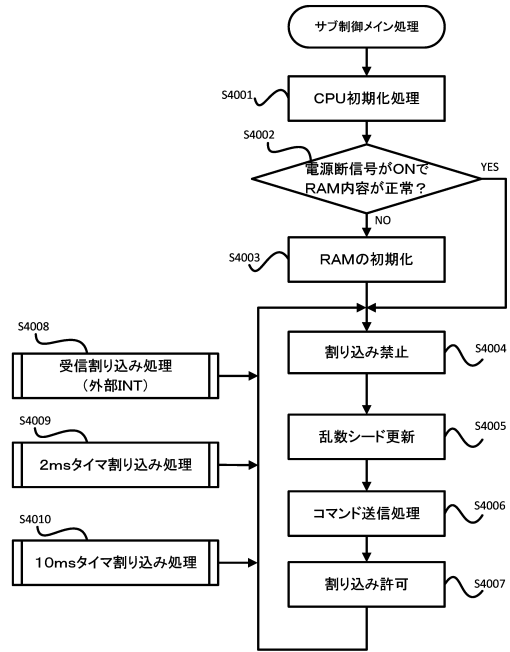 サブ制御メイン処理
S4001
CPU初期化処理
S4002
電源断信号がONで
RAM内容が正常？
YES
NO
S4003
RAMの初期化
S4008
受信割り込み処理
（外部INT）
割り込み禁止
S4004
S4009
2msタイマ割り込み処理
乱数シード更新
S4005
コマンド送信処理
S4006
S4010
10msタイマ割り込み処理
割り込み許可
S4007